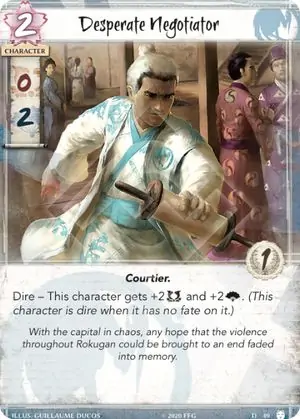 2
Desperate Negotiator
CHARACTER
0
2
1
Courtier.
Dire – This character gets +2 and +2. (This
character is dire when it has no fate on it.)
With the capital in chaos, any hope that the violence
throughout Rokugan could be brought to an end faded
into memory.
ILLUS. GUILLAUME DUCOS © 2020 FFG D